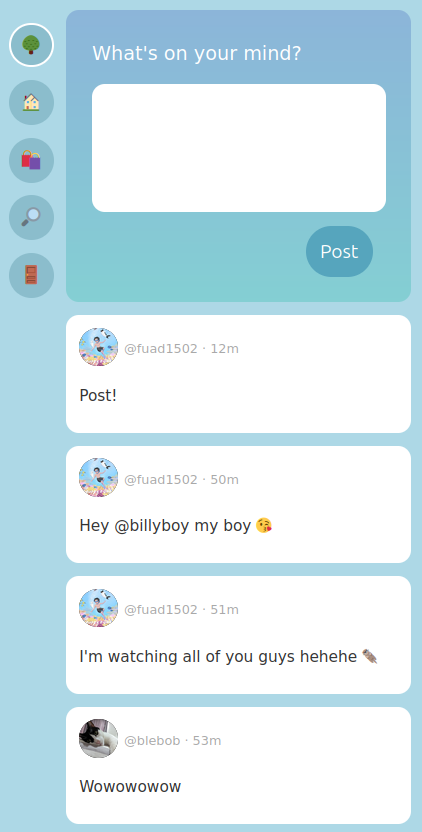 What's on your mind?
Post
@fuad1502 · 12m
Post!
@fuad1502 · 50m
Hey @billyboy my boy 😘
@fuad1502 · 51m
I'm watching all of you guys hehehe 🪶
@blebob · 53m
Wowowowow